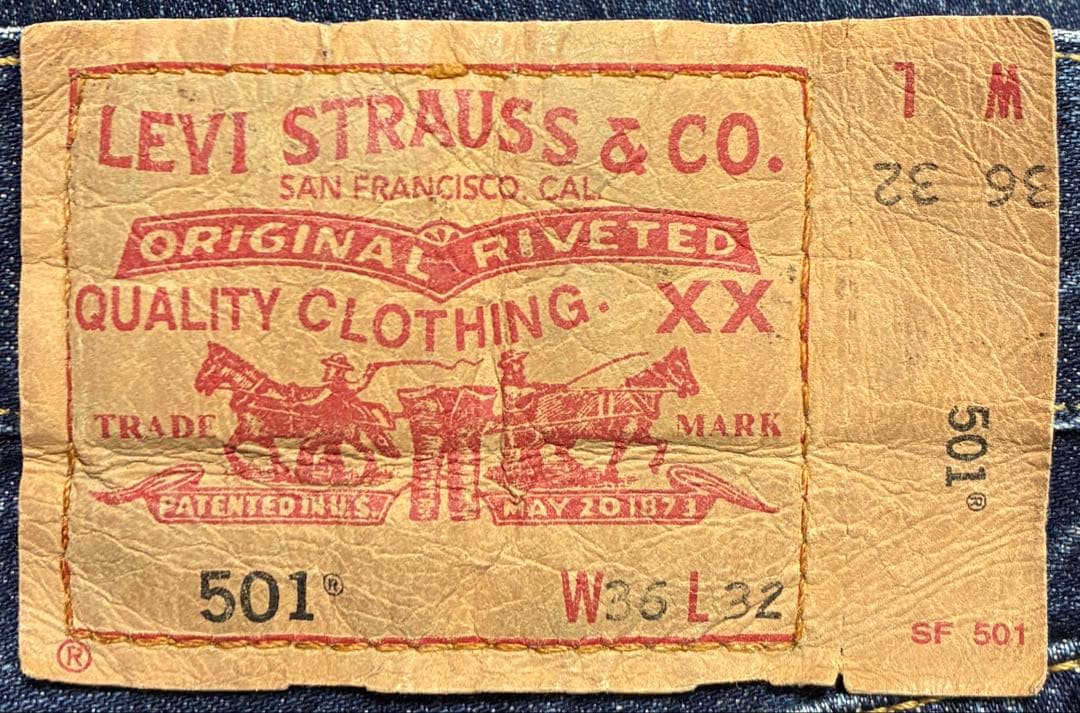 LEVI STRAUSS & CO.
SAN FRANCISCO. CAL.
ORIGINAL RIVETED
QUALITY CLOTHING. XX
TRADE MARK
PATENTED IN U.S. MAY 20 1873
501®
W36 L32
®
W L
36 32
501®
SF 501